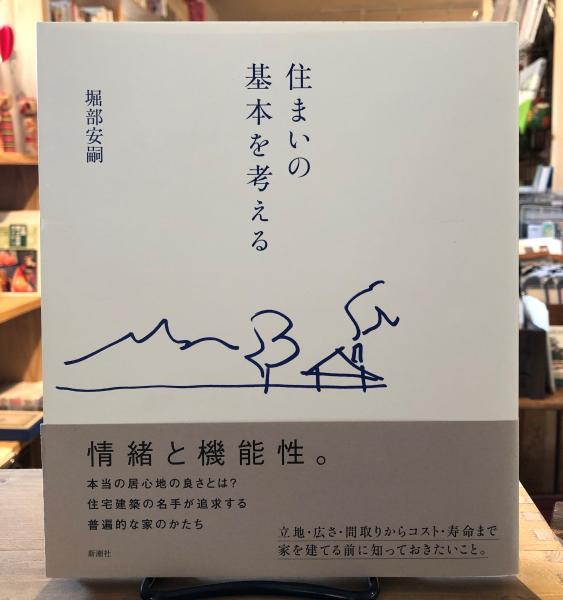 住まいの
基本を考える
堀部安嗣
情緒と機能性。
本当の居心地の良さとは？
住宅建築の名手が追求する
普遍的な家のかたち
新潮社
立地・広さ・間取りからコスト・寿命まで
家を建てる前に知っておきたいこと。